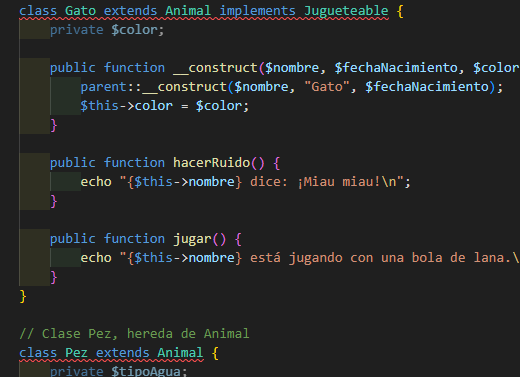 class Gato extends Animal implements Jugueteable {
    private $color;

    public function __construct($nombre, $fechaNacimiento, $color
        parent::__construct($nombre, "Gato", $fechaNacimiento);
        $this->color = $color;
    }

    public function hacerRuido() {
        echo "{$this->nombre} dice: ¡Miau miau!\n";
    }

    public function jugar() {
        echo "{$this->nombre} está jugando con una bola de lana.\
    }
}

// Clase Pez, hereda de Animal
class Pez extends Animal {
    private $tipoAgua;